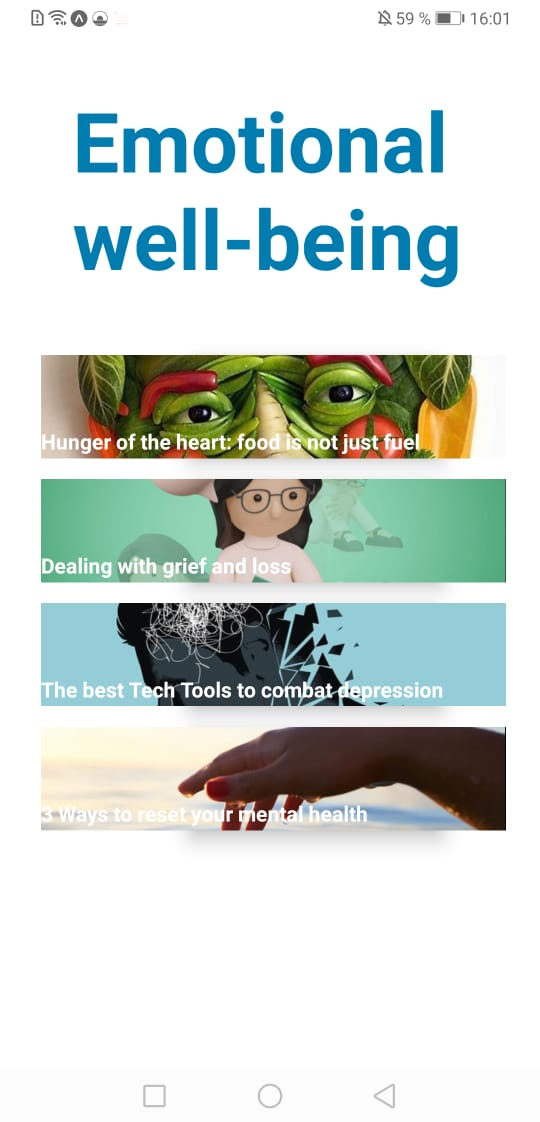 59 % 16:01
Emotional
well-being
Hunger of the heart: food is not just fuel
Dealing with grief and loss
The best Tech Tools to combat depression
3 Ways to reset your mental health